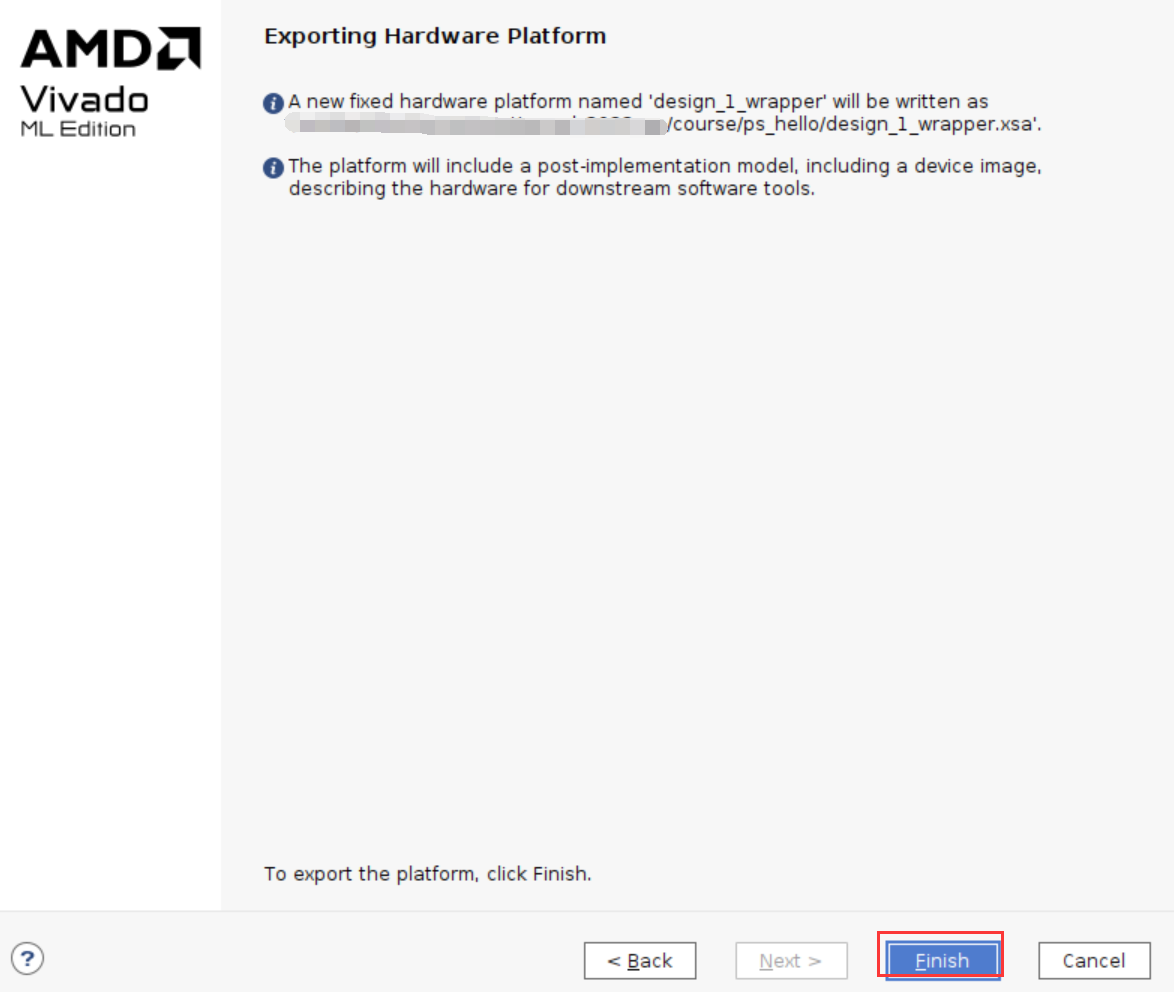 AMD
Vivado
ML Edition
Exporting Hardware Platform
A new fixed hardware platform named 'design_1_wrapper' will be written as
/course/ps_hello/design_1_wrapper.xsa'.
The platform will include a post-implementation model, including a device image,
describing the hardware for downstream software tools.
To export the platform, click Finish.
?
< Back
Next >
Finish
Cancel